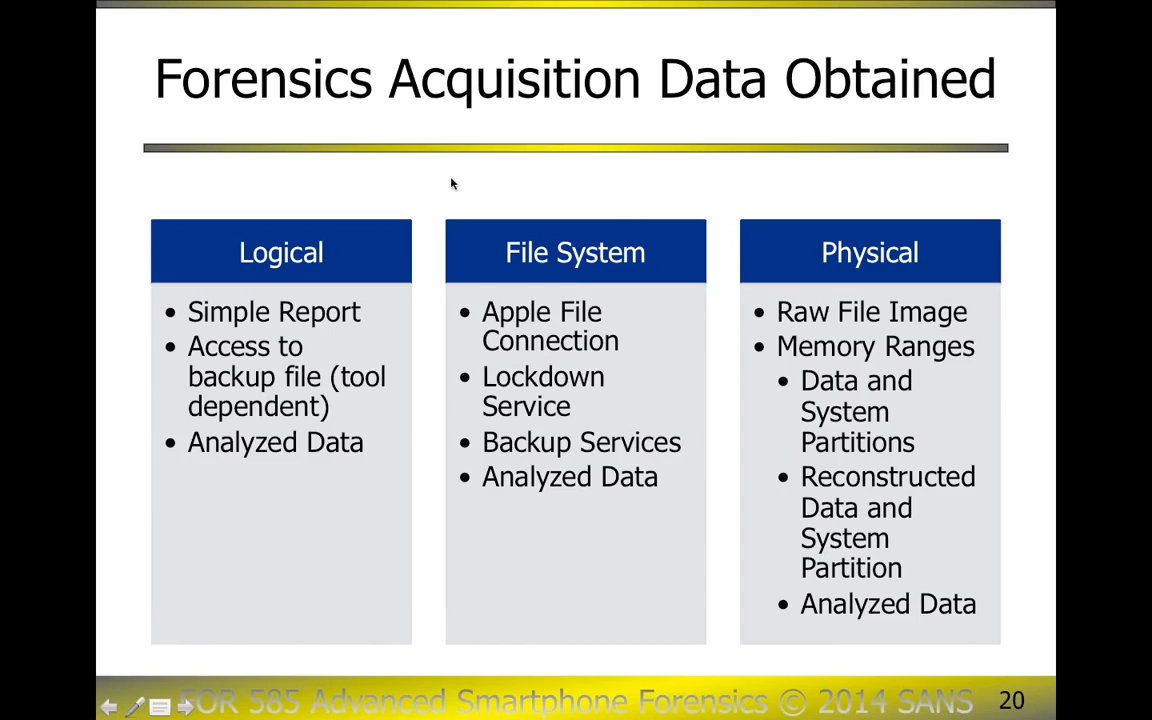 Forensics Acquisition Data Obtained
Logical
• Simple Report
• Access to
backup file (tool
dependent)
• Analyzed Data
File System
• Apple File
Connection
• Lockdown
Service
• Backup Services
• Analyzed Data
Physical
• Raw File Image
• Memory Ranges
• Data and
System
Partitions
• Reconstructed
Data and
System
Partition
• Analyzed Data
FOR 585 Advanced Smartphone Forensics © 2014 SANS
20